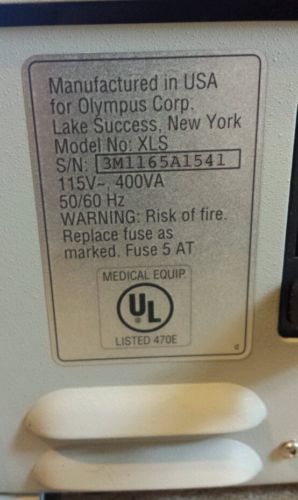 Manufactured in USA
for Olympus Corp.
Lake Success, New York
Model No: XLS
S/N: 3M1165A1541
115V~, 400VA
50/60 Hz
WARNING: Risk of fire.
Replace fuse as
marked. Fuse 5 AT
MEDICAL EQUIP.
UL
LISTED 470E